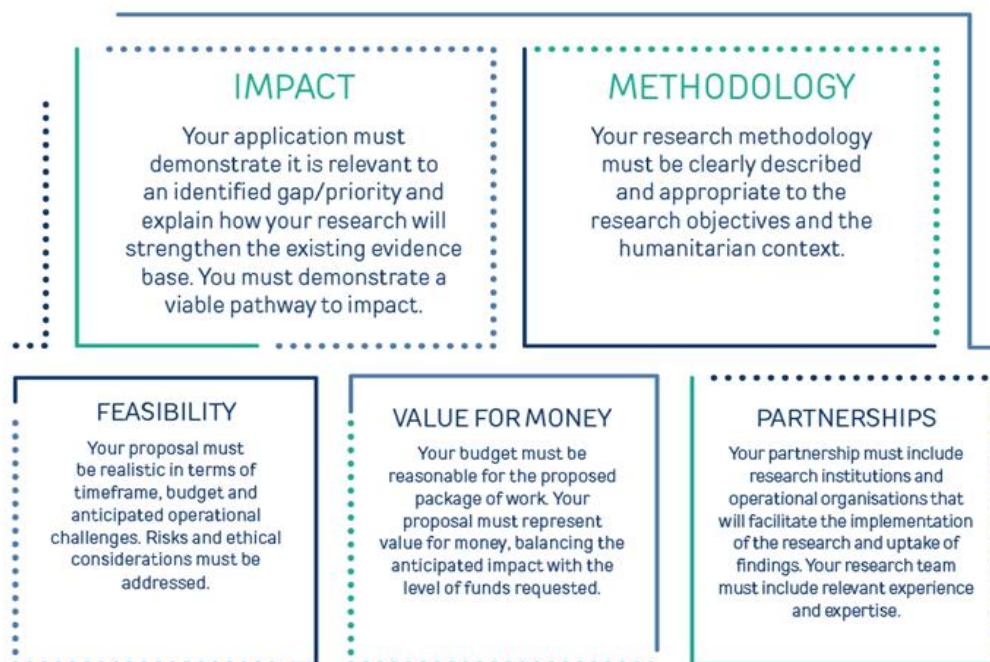 IMPACT
Your application must
demonstrate it is relevant to
an identified gap/priority and
explain how your research will
strengthen the existing evidence
base. You must demonstrate a
viable pathway to impact.
METHODOLOGY
Your research methodology
must be clearly described
and appropriate to the
research objectives and the
humanitarian context.
FEASIBILITY
Your proposal must
be realistic in terms of
timeframe, budget and
anticipated operational
challenges. Risks and ethical
considerations must be
addressed.
VALUE FOR MONEY
Your budget must be
reasonable for the proposed
package of work. Your
proposal must represent
value for money, balancing the
anticipated impact with the
level of funds requested.
PARTNERSHIPS
Your partnership must include
research institutions and
operational organisations that
will facilitate the implementation
of the research and uptake of
findings. Your research team
must include relevant experience
and expertise.